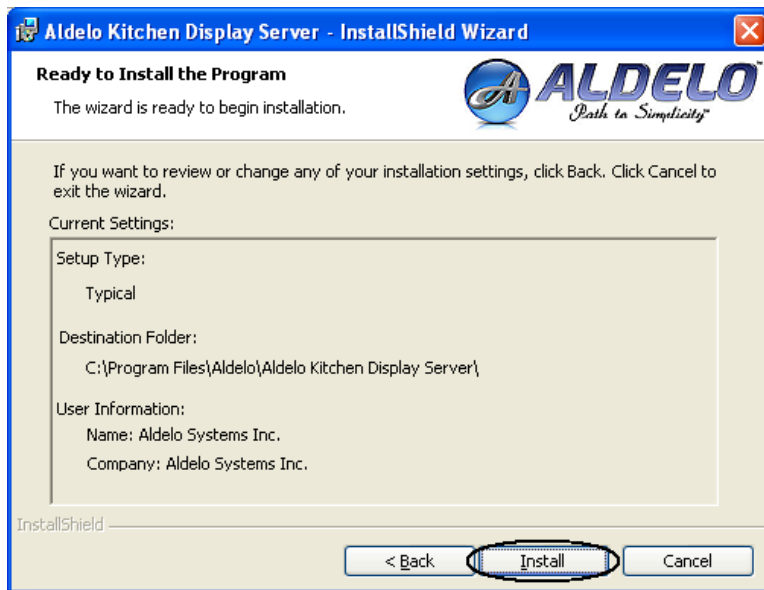 Aldelo Kitchen Display Server - InstallShield Wizard
Ready to Install the Program
The wizard is ready to begin installation.
A ALDELO™
Path to Simplicity™
If you want to review or change any of your installation settings, click Back. Click Cancel to
exit the wizard.
Current Settings:
Setup Type:
Typical
Destination Folder:
C:\Program Files\Aldelo\Aldelo Kitchen Display Server\
User Information:
Name: Aldelo Systems Inc.
Company: Aldelo Systems Inc.
InstallShield
< Back Install Cancel